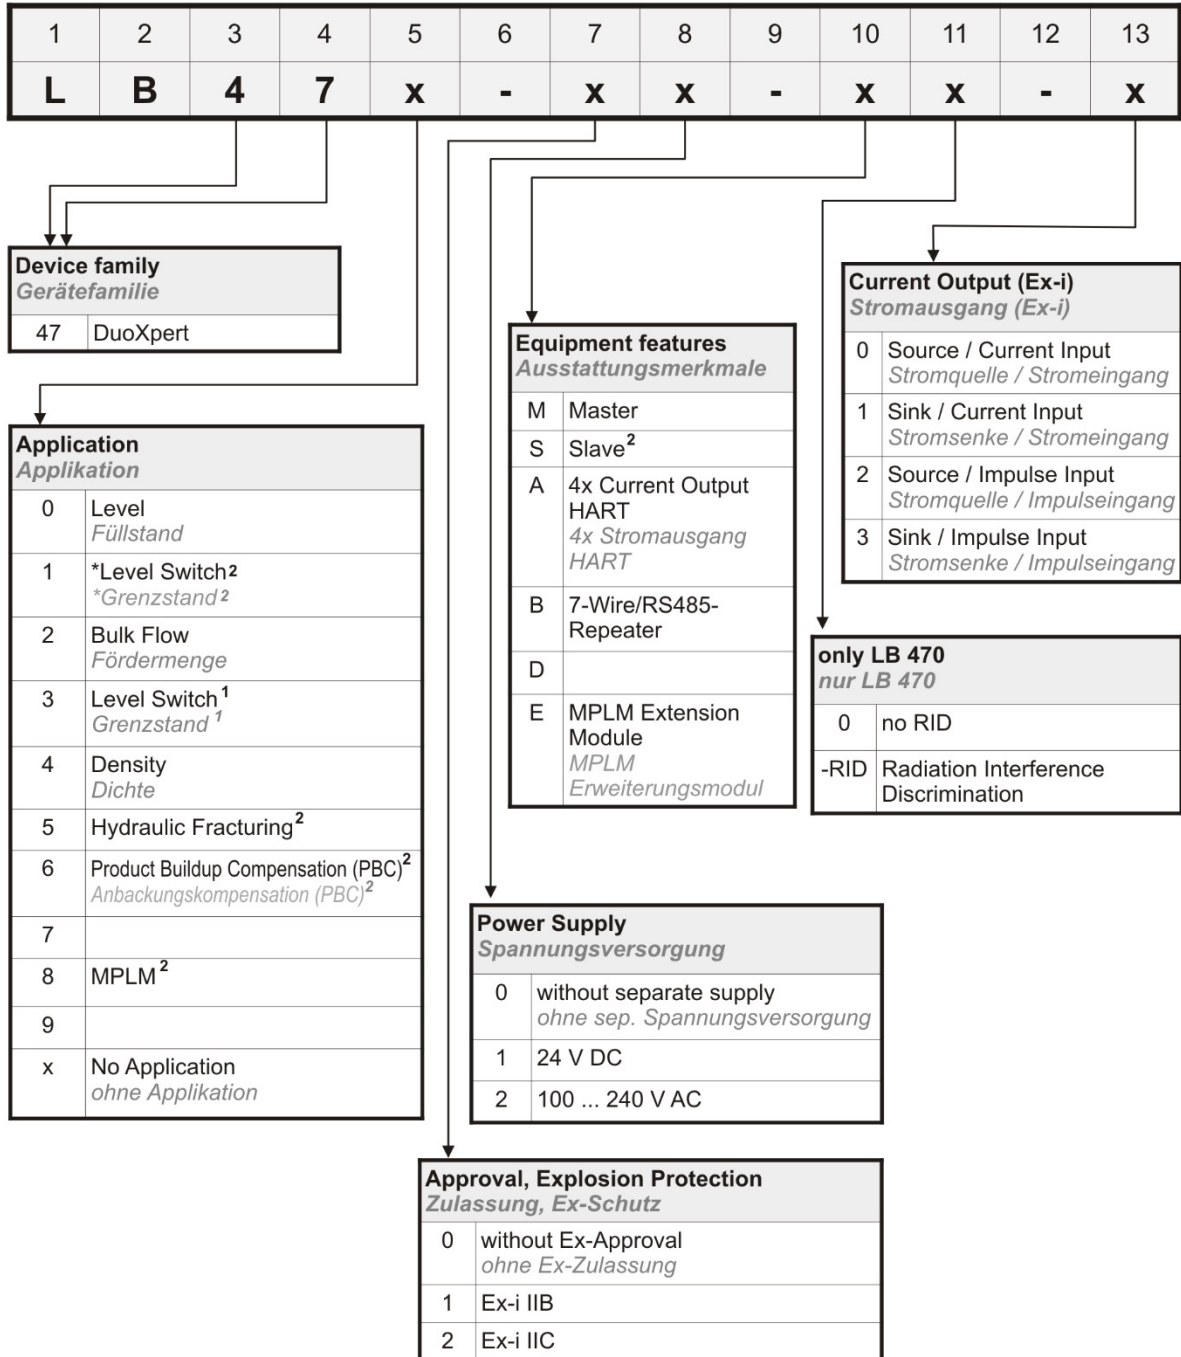 1 2 3 4 5 6 7 8 9 10 11 12 13
L B 4 7 x - x x - x x - x
Device family
Gerätefamilie
47 DuoXpert
Application
Applikation
0 Level
Füllstand
1 *Level Switch²
*Grenzstand ²
2 Bulk Flow
Fördermenge
3 Level Switch¹
Grenzstand ¹
4 Density
Dichte
5 Hydraulic Fracturing²
6 Product Buildup Compensation (PBC)²
Anbackungskompensation (PBC)²
7
8 MPLM²
9
x No Application
ohne Applikation
Equipment features
Ausstattungsmerkmale
M Master
S Slave²
A 4x Current Output
HART
4x Stromausgang
HART
B 7-Wire/RS485-
Repeater
D
E MPLM Extension
Module
MPLM
Erweiterungsmodul
Current Output (Ex-i)
Stromausgang (Ex-i)
0 Source / Current Input
Stromquelle / Stromeingang
1 Sink / Current Input
Stromsenke / Stromeingang
2 Source / Impulse Input
Stromquelle / Impulseingang
3 Sink / Impulse Input
Stromsenke / Impulseingang
only LB 470
nur LB 470
0 no RID
-RID Radiation Interference
Discrimination
Power Supply
Spannungsversorgung
0 without separate supply
ohne sep. Spannungsversorgung
1 24 V DC
2 100 ... 240 V AC
Approval, Explosion Protection
Zulassung, Ex-Schutz
0 without Ex-Approval
ohne Ex-Zulassung
1 Ex-i IIB
2 Ex-i IIC